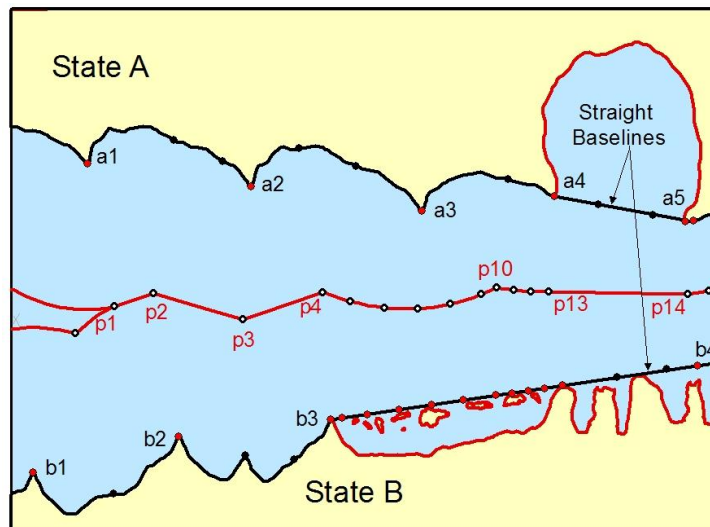 State A
Straight
Baselines
a1
a2
a3
a4
a5
p10
p1
p2
p3
p4
p13
p14
b4
b3
b2
b1
State B